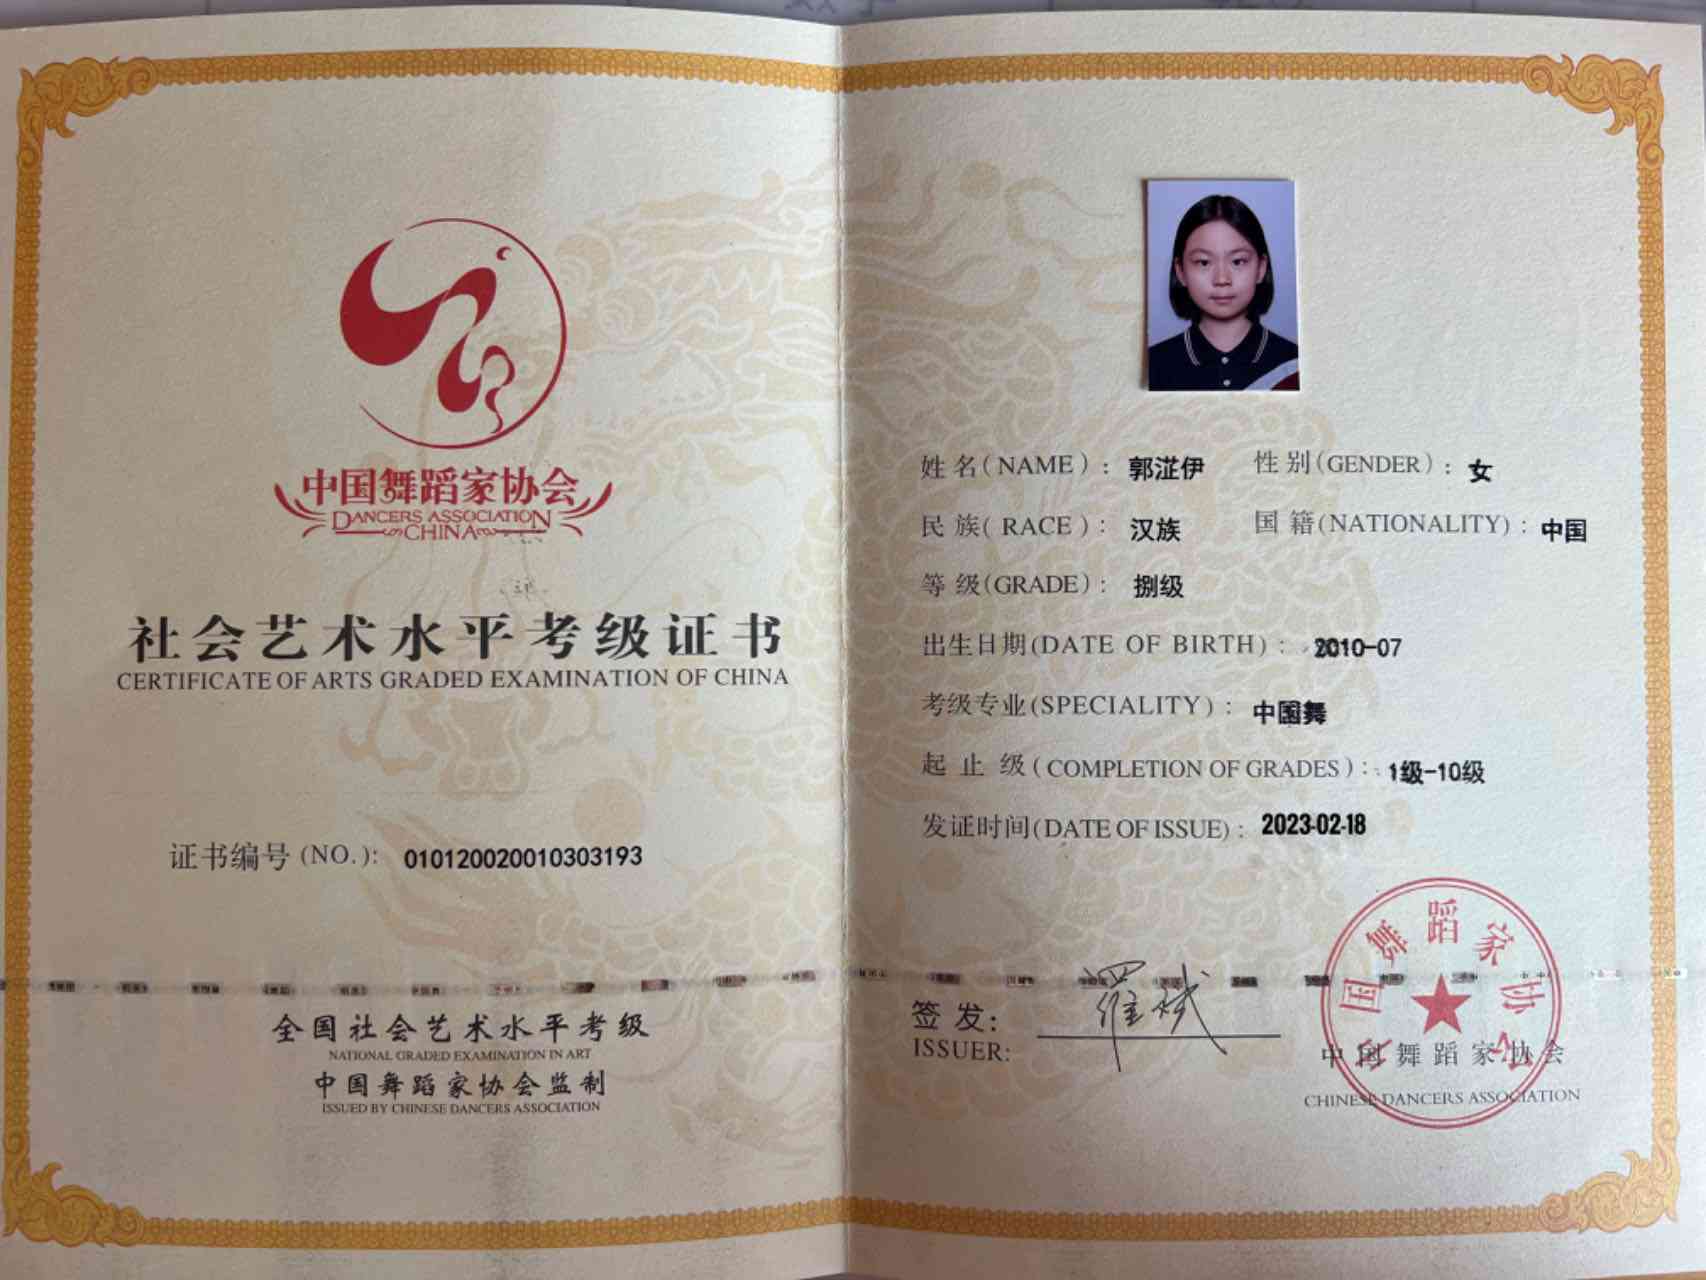 中国舞蹈家协会
DANCERS ASSOCIATION
CHINA
社会艺术水平考级证书
CERTIFICATE OF ARTS GRADED EXAMINATION OF CHINA
证书编号 (NO.): 010120020010303193
全国社会艺术水平考级
NATIONAL GRADED EXAMINATION IN ART
中国舞蹈家协会监制
ISSUED BY CHINESE DANCERS ASSOCIATION
姓名(NAME): 郭淽伊 性别(GENDER): 女
民族(RACE): 汉族 国籍(NATIONALITY): 中国
等级(GRADE): 捌级
出生日期(DATE OF BIRTH): 2010-07
考级专业(SPECIALITY): 中国舞
起止级(COMPLETION OF GRADES): 1级-10级
发证时间(DATE OF ISSUE): 2023-02-18
签发: 罗斌
ISSUER:
中国舞蹈家协会
中国舞蹈家协会
CHINESE DANCERS ASSOCIATION